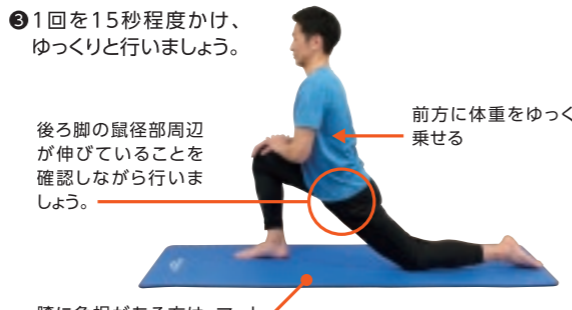 ❸1回を15秒程度かけ、
ゆっくりと行いましょう。
後ろ脚の鼠径部周辺
が伸びていることを
確認しながら行いま
しょう。
前方に体重をゆっく
乗せる